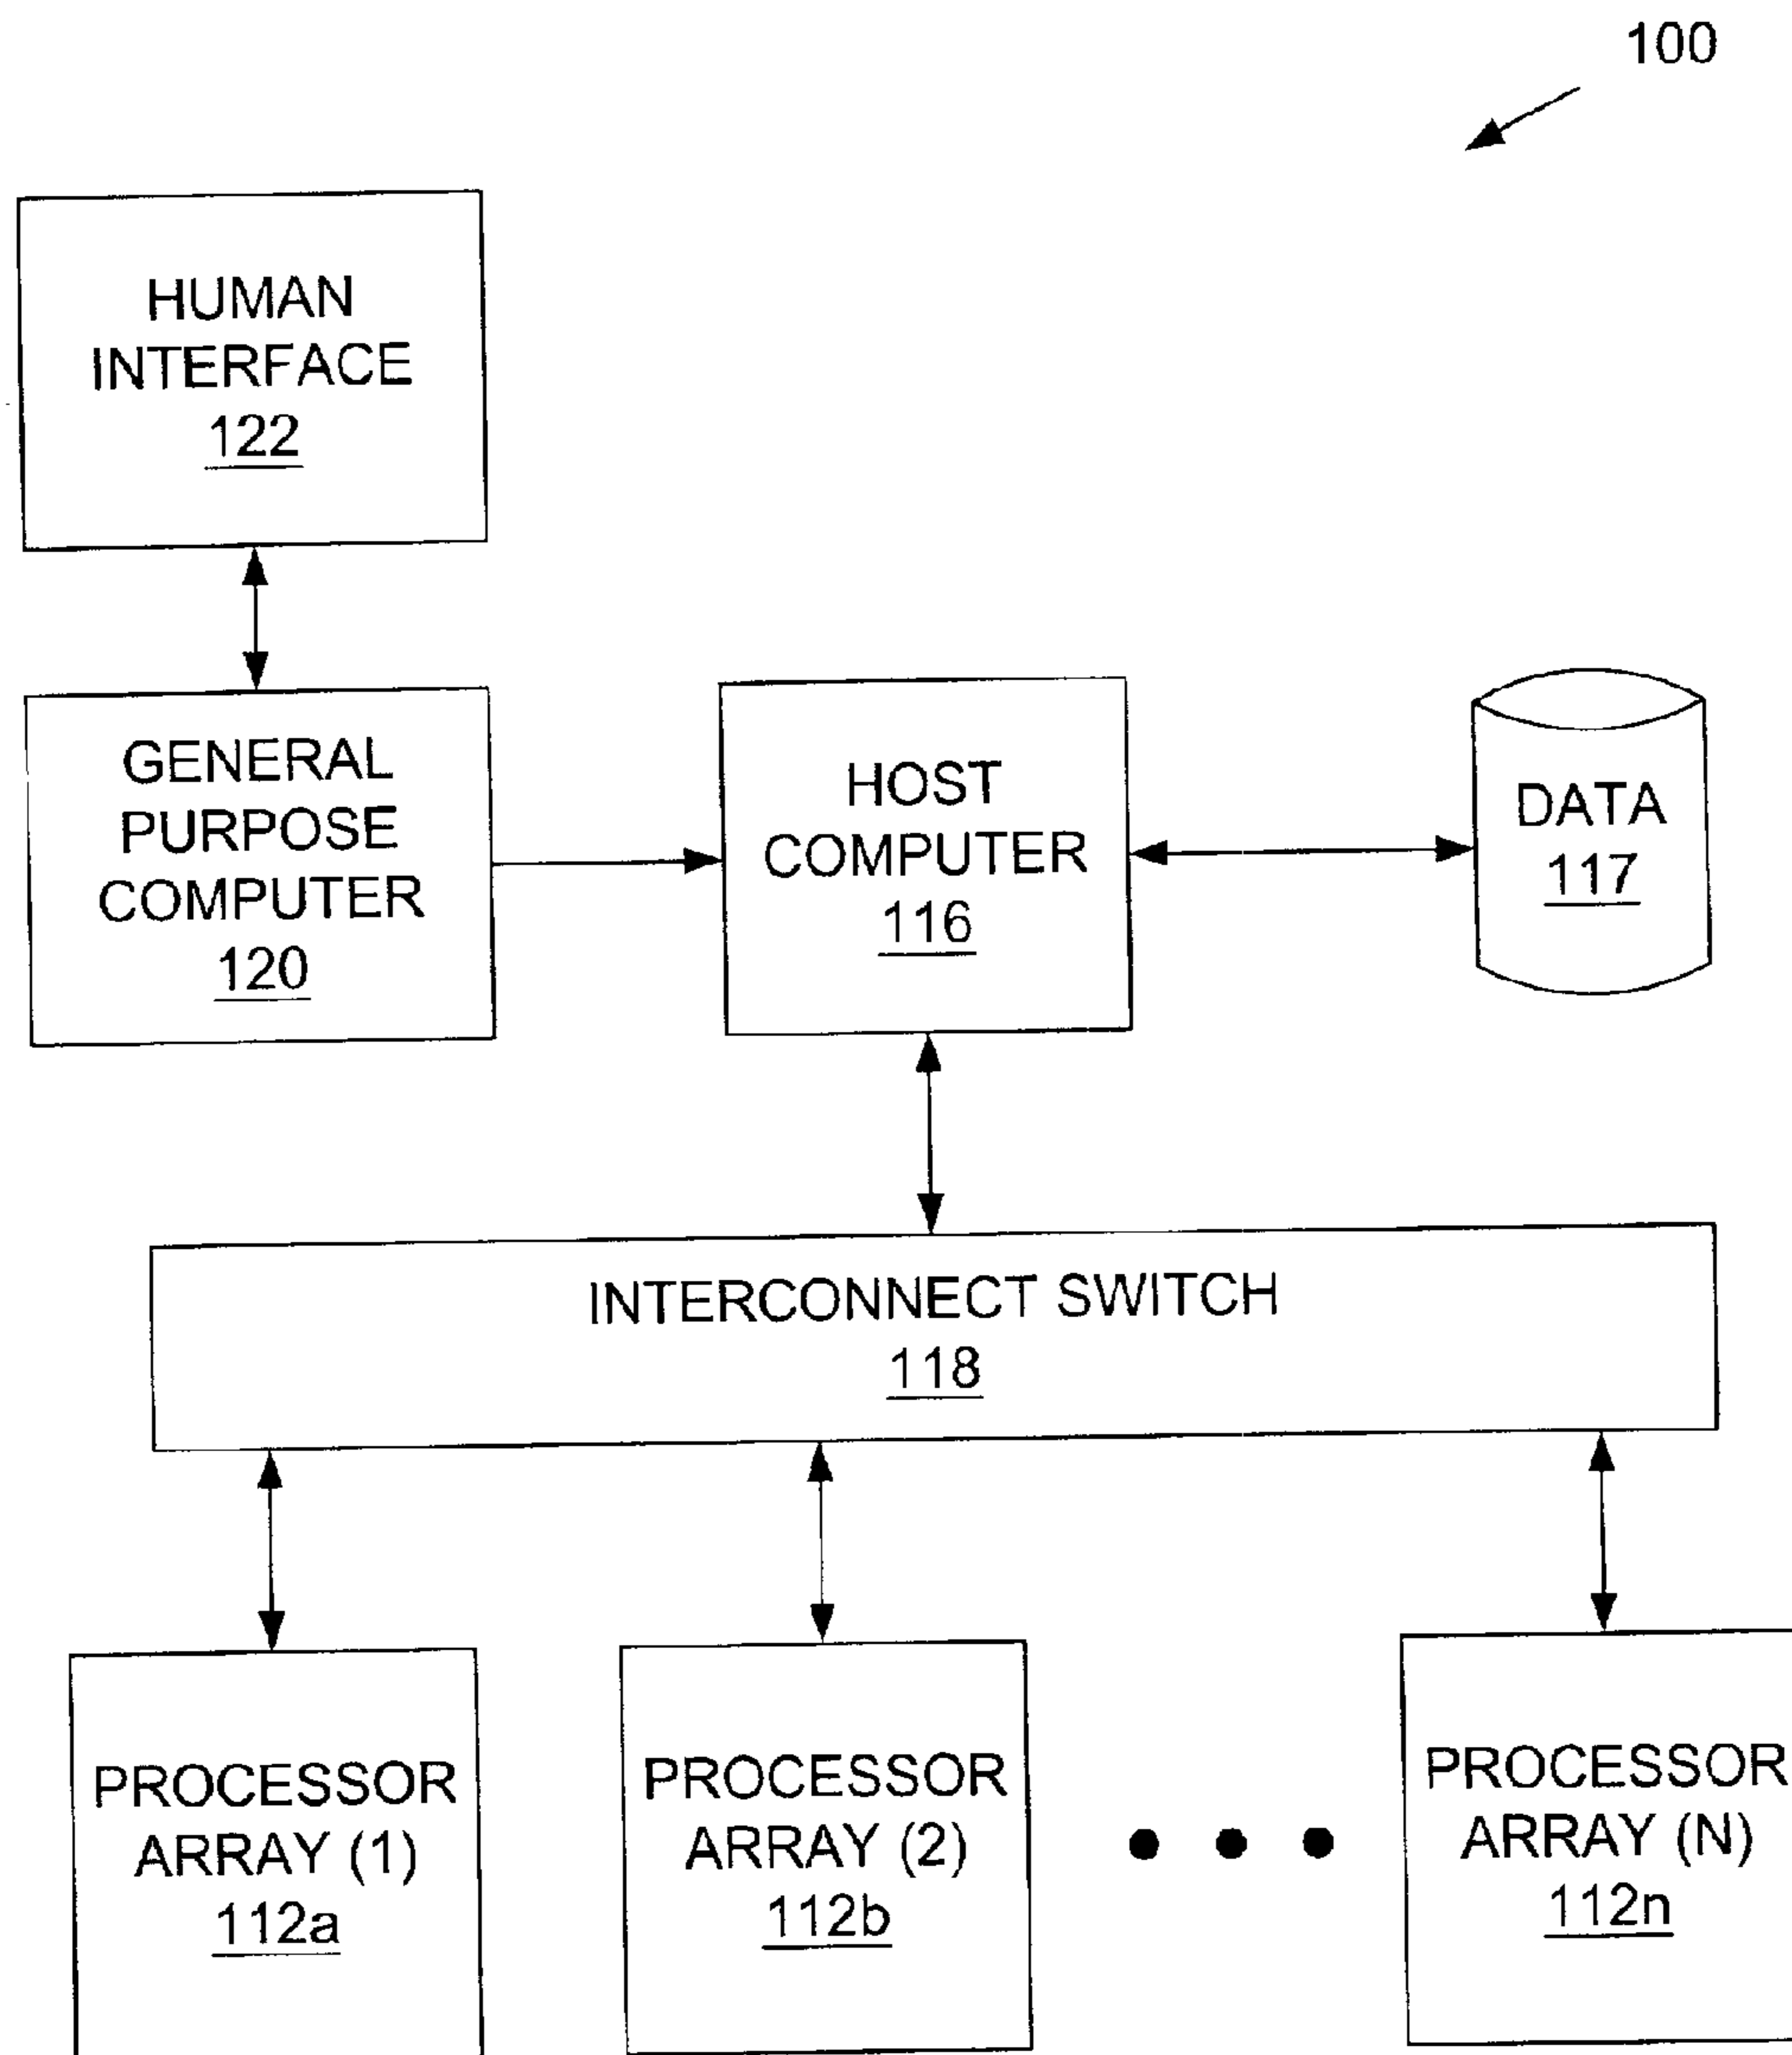 100
HUMAN
INTERFACE
122
GENERAL
PURPOSE
COMPUTER
120
HOST
COMPUTER
116
DATA
117
INTERCONNECT SWITCH
118
PROCESSOR
ARRAY (1)
112a
PROCESSOR
ARRAY (2)
112b
PROCESSOR
ARRAY (N)
112n